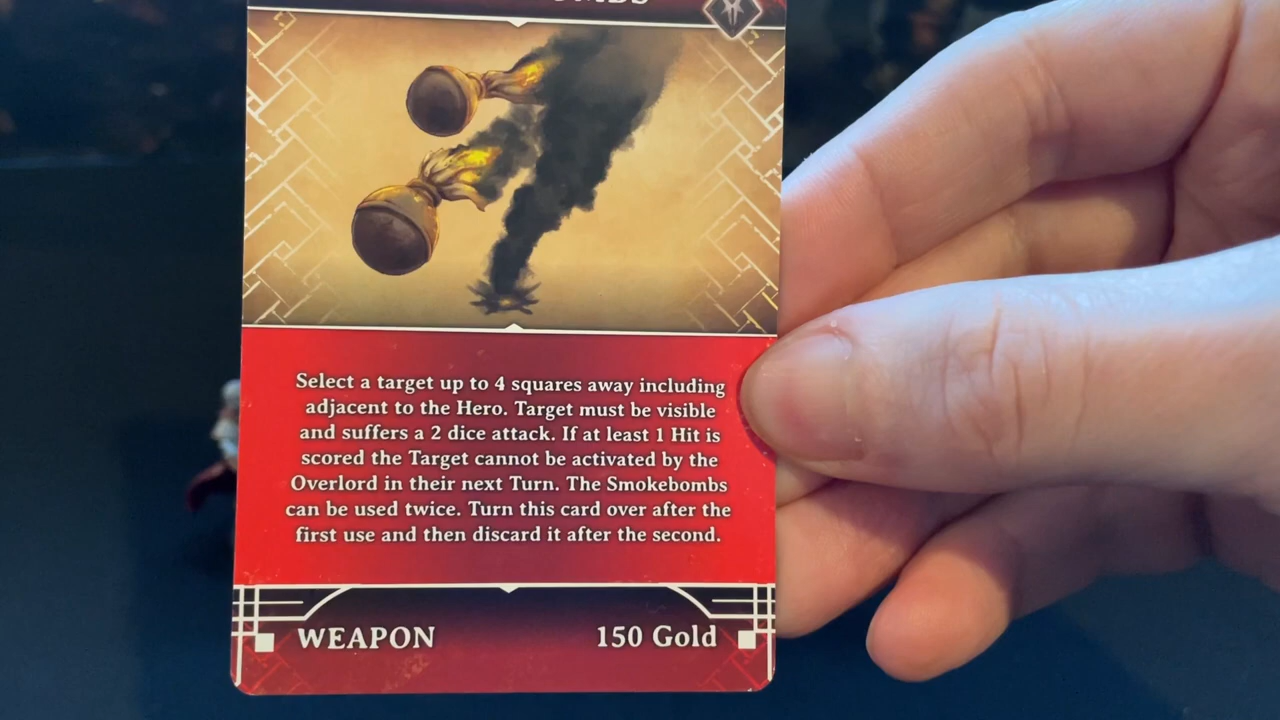 Select a target up to 4 squares away including
adjacent to the Hero. Target must be visible
and suffers a 2 dice attack. If at least 1 Hit is
scored the Target cannot be activated by the
Overlord in their next Turn. The Smokebombs
can be used twice. Turn this card over after the
first use and then discard it after the second.
WEAPON 150 Gold